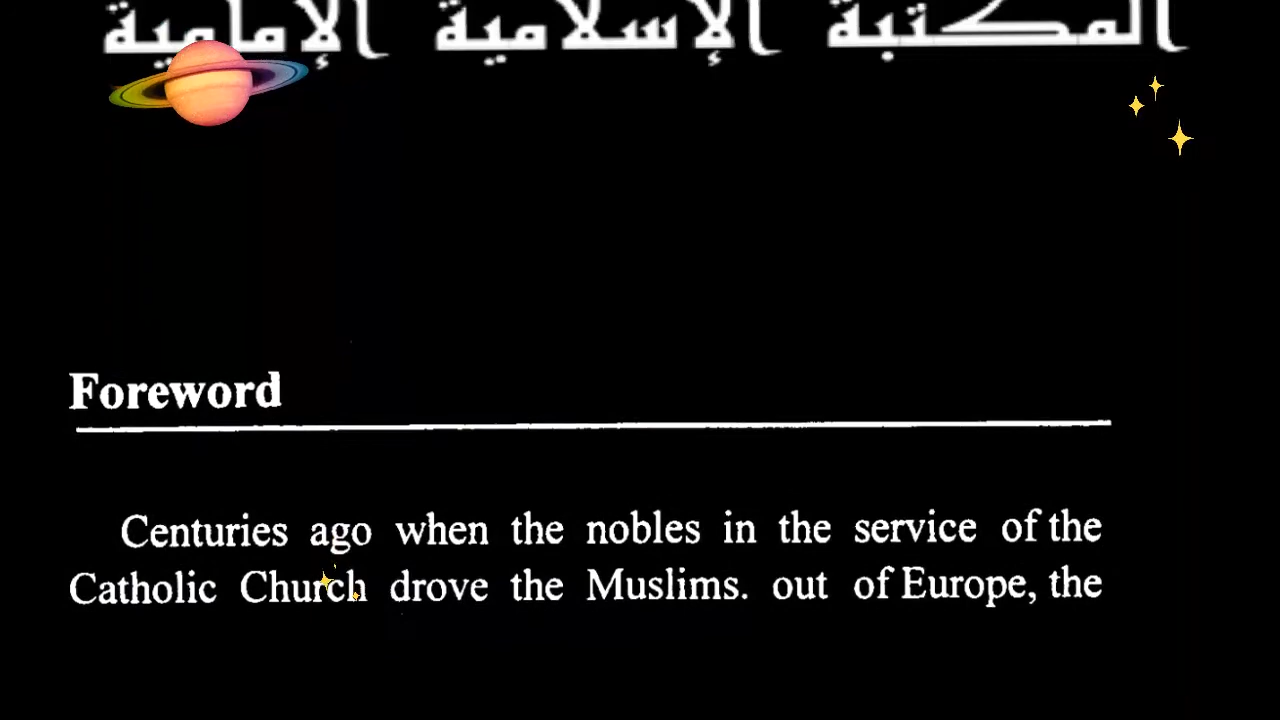 المكتبة الإسلامية الإمامية
Foreword
Centuries ago when the nobles in the service of the
Catholic Church drove the Muslims. out of Europe, the